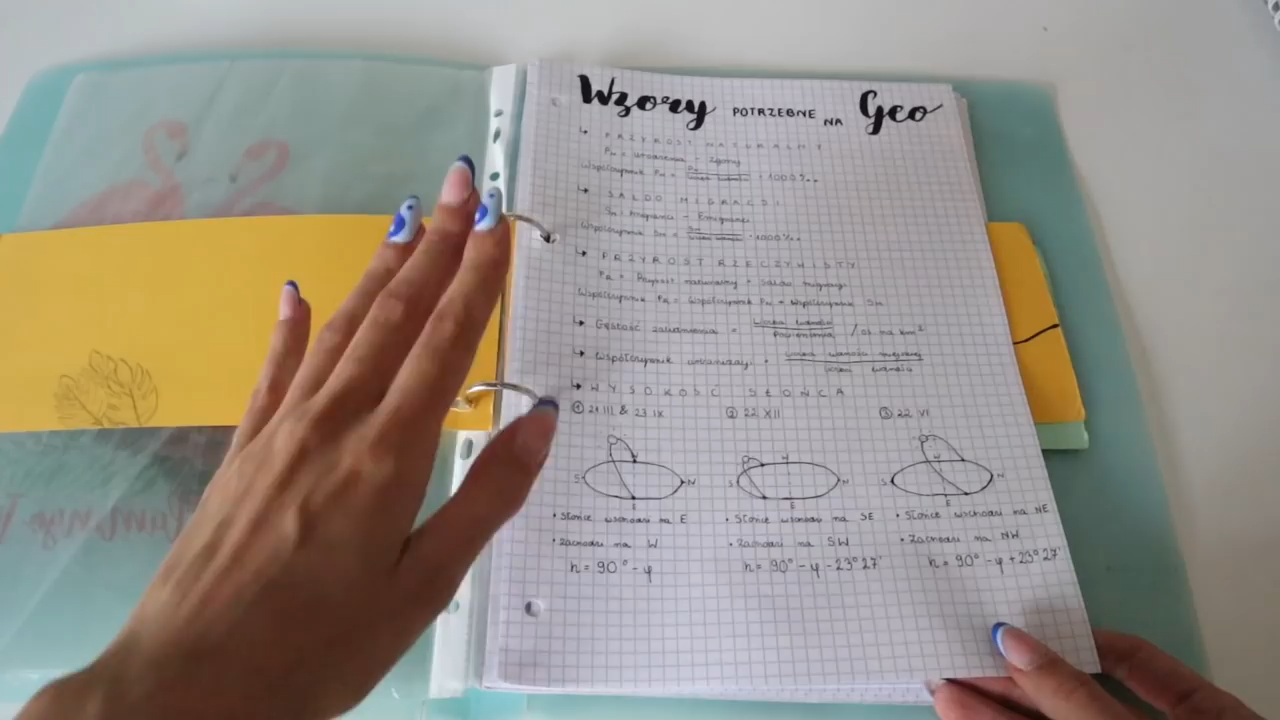 Wzory POTRZEBNE NA Geo
↳ PRZYROST NATURALNY
Pn = urodzenia - zgony
Współczynnik Pn = Pn / liczba ludności · 1000‰
↳ SALDO MIGRACJI
Sm = Imigranci - Emigranci
Współczynnik Sm = Sm / liczba ludności · 1000‰
↳ PRZYROST RZECZYWISTY
PR = Przyrost naturalny + saldo migracji
Współczynnik PR = Współczynnik Pn + Współczynnik Sm
↳ Gęstość zaludnienia = liczba ludności / powierzchnia / os na km²
↳ Współczynnik urbanizacji = liczba ludności miejskiej / liczba ludności
↳ WYSOKOŚĆ SŁOŃCA
① 21 III & 23 IX ② 22 XII ③ 22 VI
S W N E
S W N E
S W N E
• Słońce wschodzi na E • Słońce wschodzi na SE • Słońce wschodzi na NE
• Zachodzi na W • Zachodzi na SW • Zachodzi na NW
h = 90° - φ h = 90° - φ - 23°27' h = 90° - φ + 23°27'